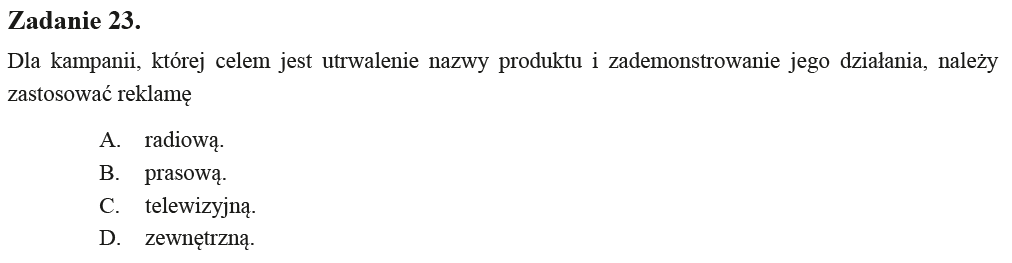 Zadanie 23.
Dla kampanii, której celem jest utrwalenie nazwy produktu i zademonstrowanie jego działania, należy
zastosować reklamę
A. radiową.
B. prasową.
C. telewizyjną.
D. zewnętrzną.